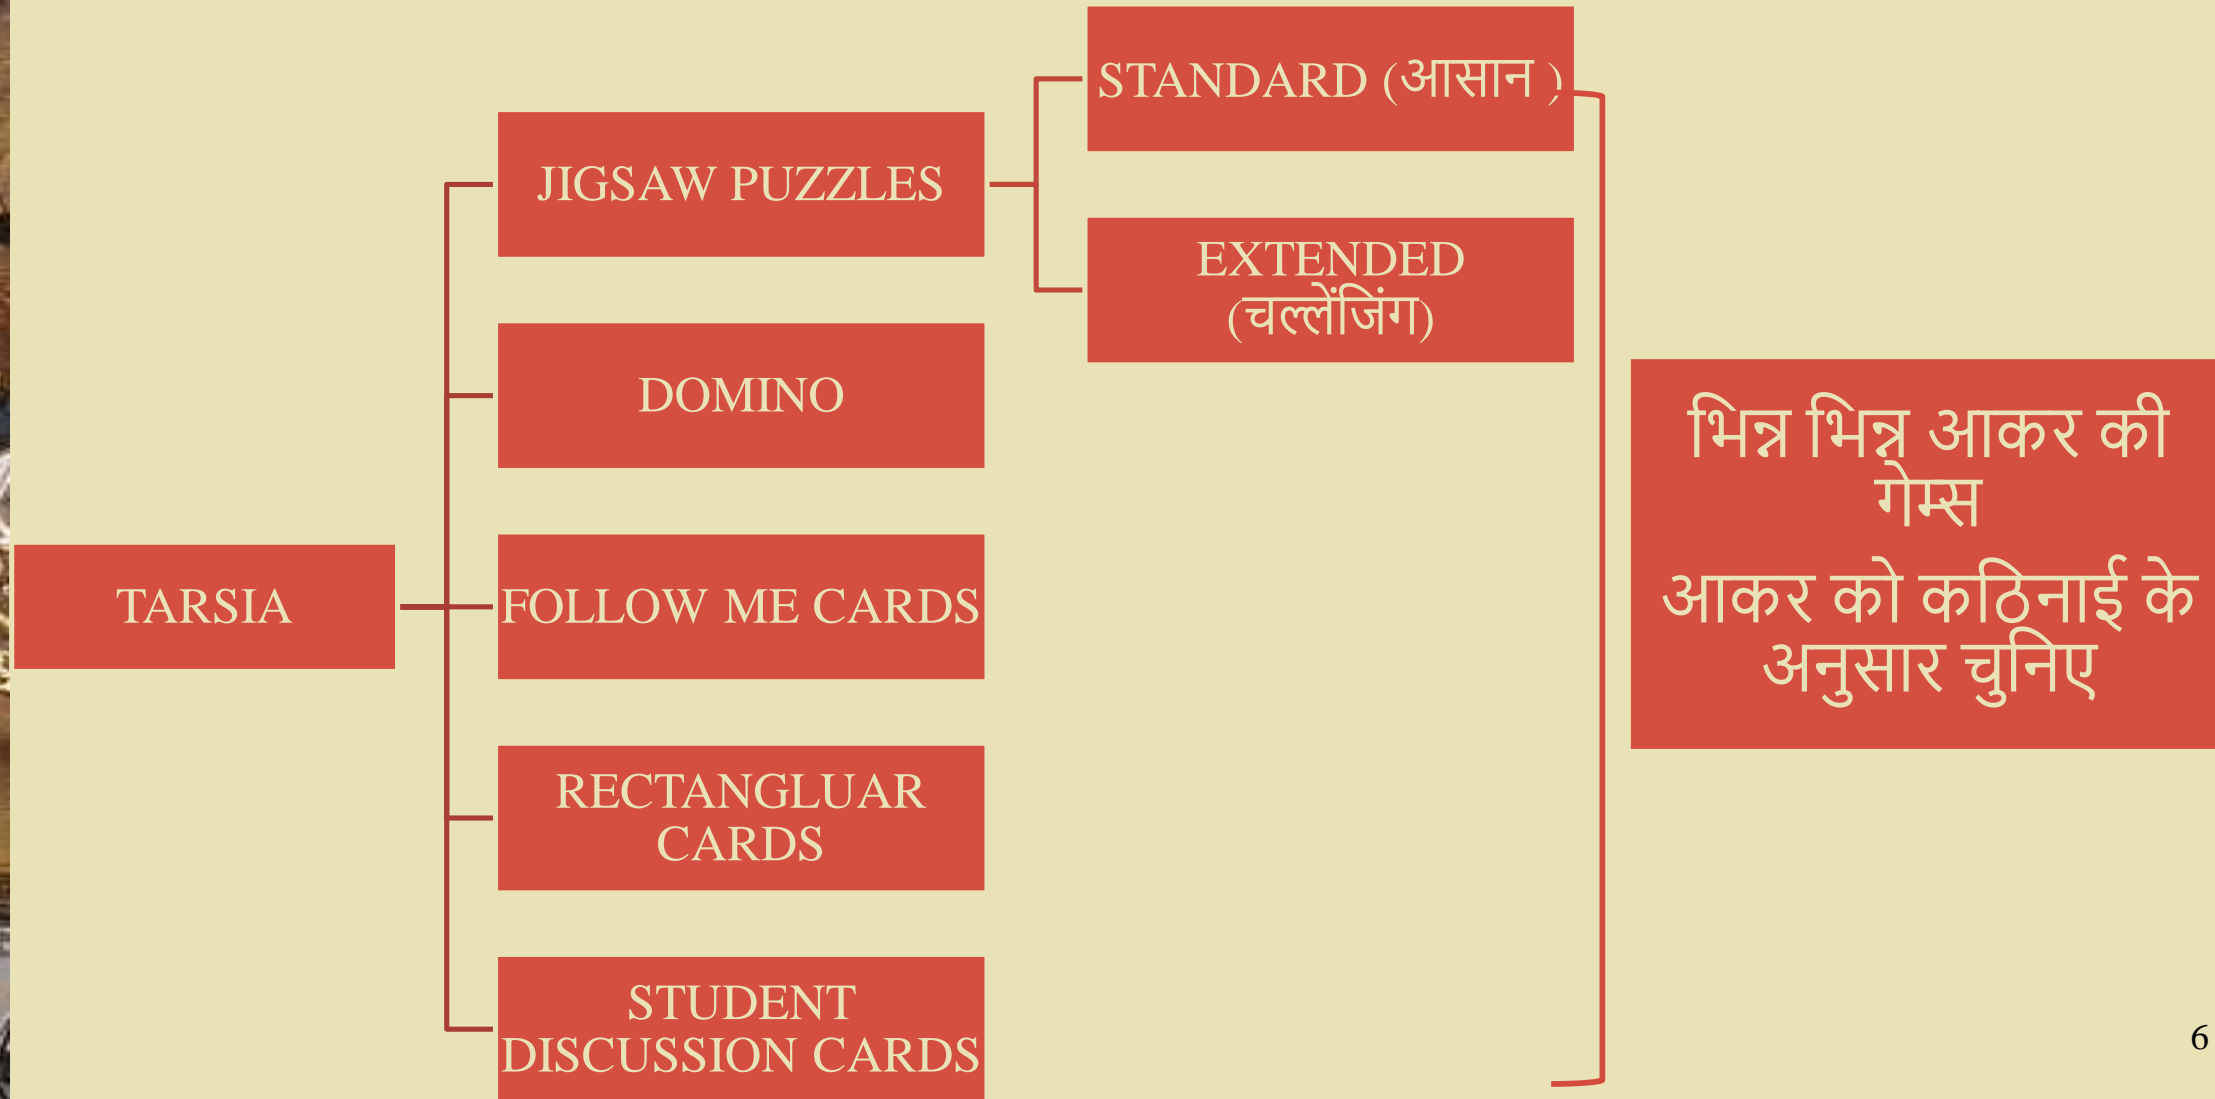 TARSIA
JIGSAW PUZZLES
STANDARD (आसान )
EXTENDED
(चल्लेंजिंग)
DOMINO
FOLLOW ME CARDS
RECTANGLUAR
CARDS
STUDENT
DISCUSSION CARDS
भिन्न भिन्न आकर की
गेम्स
आकर को कठिनाई के
अनुसार चुनिए
6